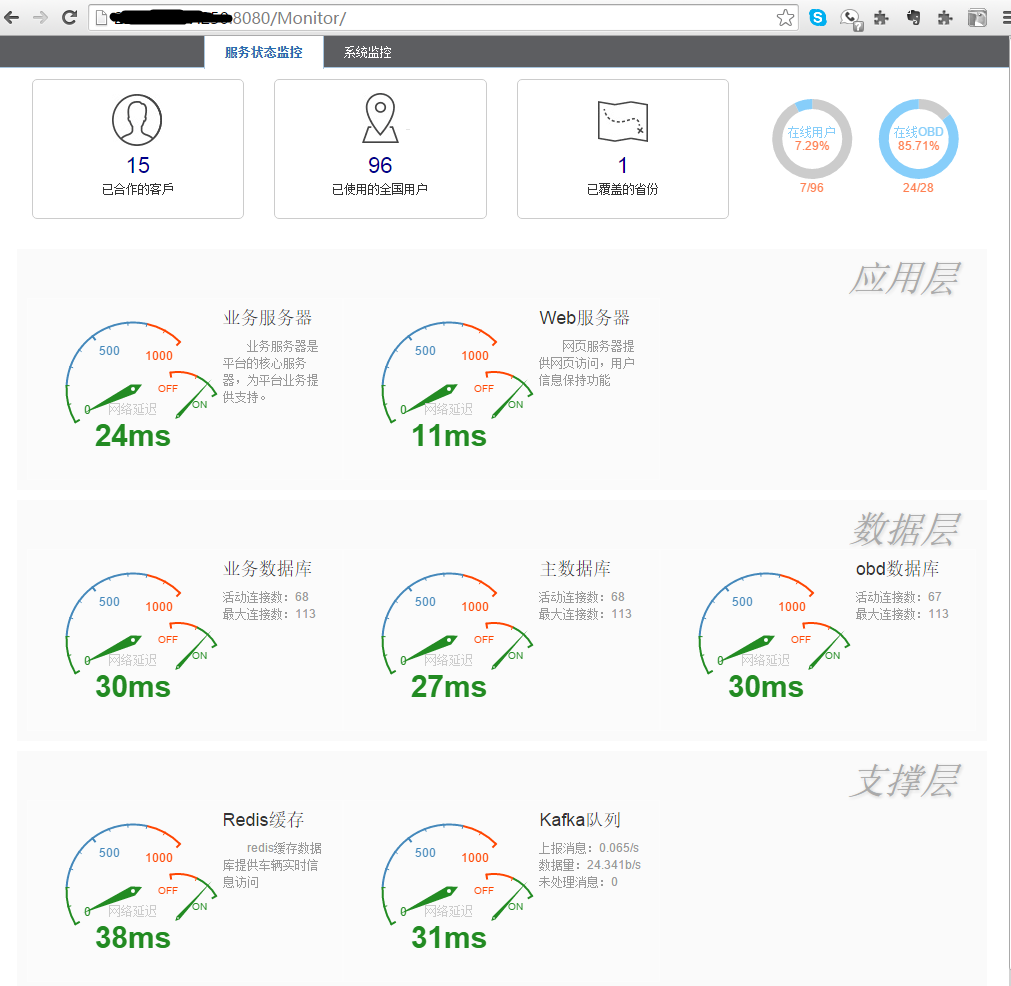 8080/Monitor/
服务状态监控
系统监控
15
已合作的客戶
96
已使用的全国用户
1
已覆盖的省份
在线用户
7.29%
7/96
在线OBD
85.71%
24/28
应用层
业务服务器
业务服务器是
平台的核心服务
器，为平台业务提
供支持。
500
1000
OFF
ON
0
网络延迟
24ms
Web服务器
网页服务器提
供网页访问，用户
信息保持功能
500
1000
OFF
ON
0
网络延迟
11ms
数据层
业务数据库
活动连接数：68
最大连接数：113
500
1000
OFF
ON
0
网络延迟
30ms
主数据库
活动连接数：68
最大连接数：113
500
1000
OFF
ON
0
网络延迟
27ms
obd数据库
活动连接数：67
最大连接数：113
500
1000
OFF
ON
0
网络延迟
30ms
支撑层
Redis缓存
redis缓存数据
库提供车辆实时信
息访问
500
1000
OFF
ON
0
网络延迟
38ms
Kafka队列
上报消息：0.065/s
数据量：24.341b/s
未处理消息：0
500
1000
OFF
ON
0
网络延迟
31ms